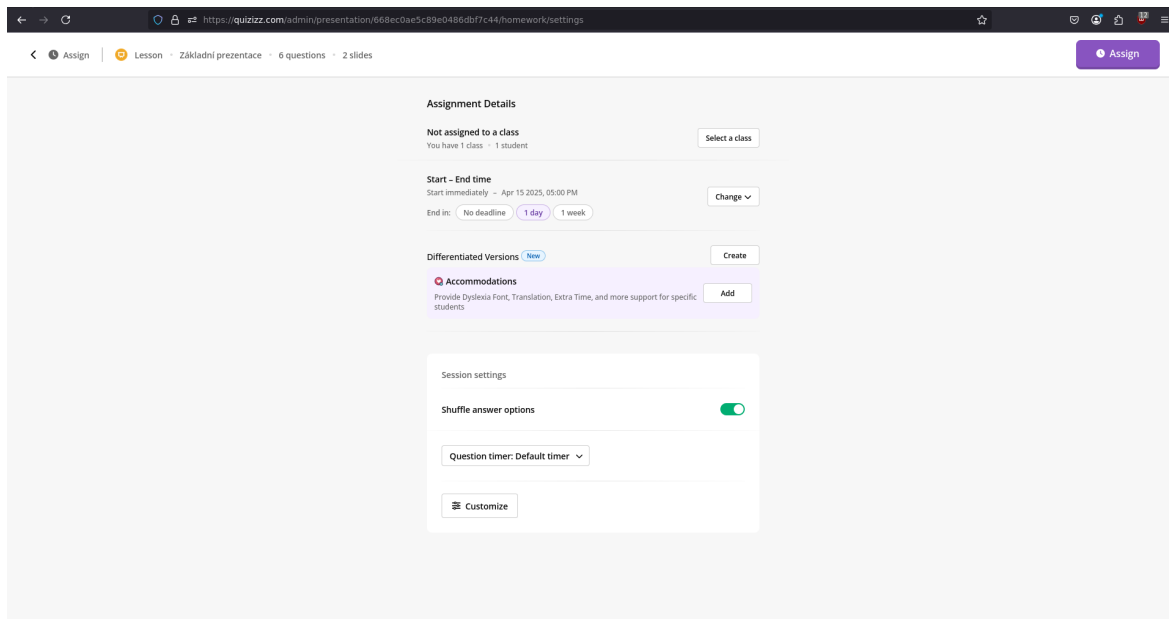 https://quizizz.com/admin/presentation/668ec0ae5c89e0486dbf7c44/homework/settings
12
Assign Lesson Základní prezentace 6 questions 2 slides Assign
Assignment Details
Not assigned to a class
You have 1 class 1 student
Select a class
Start – End time
Start immediately – Apr 15 2025, 05:00 PM
Change
End in: No deadline 1 day 1 week
Differentiated Versions New Create
Accommodations
Provide Dyslexia Font, Translation, Extra Time, and more support for specific
students
Add
Session settings
Shuffle answer options
Question timer: Default timer
Customize